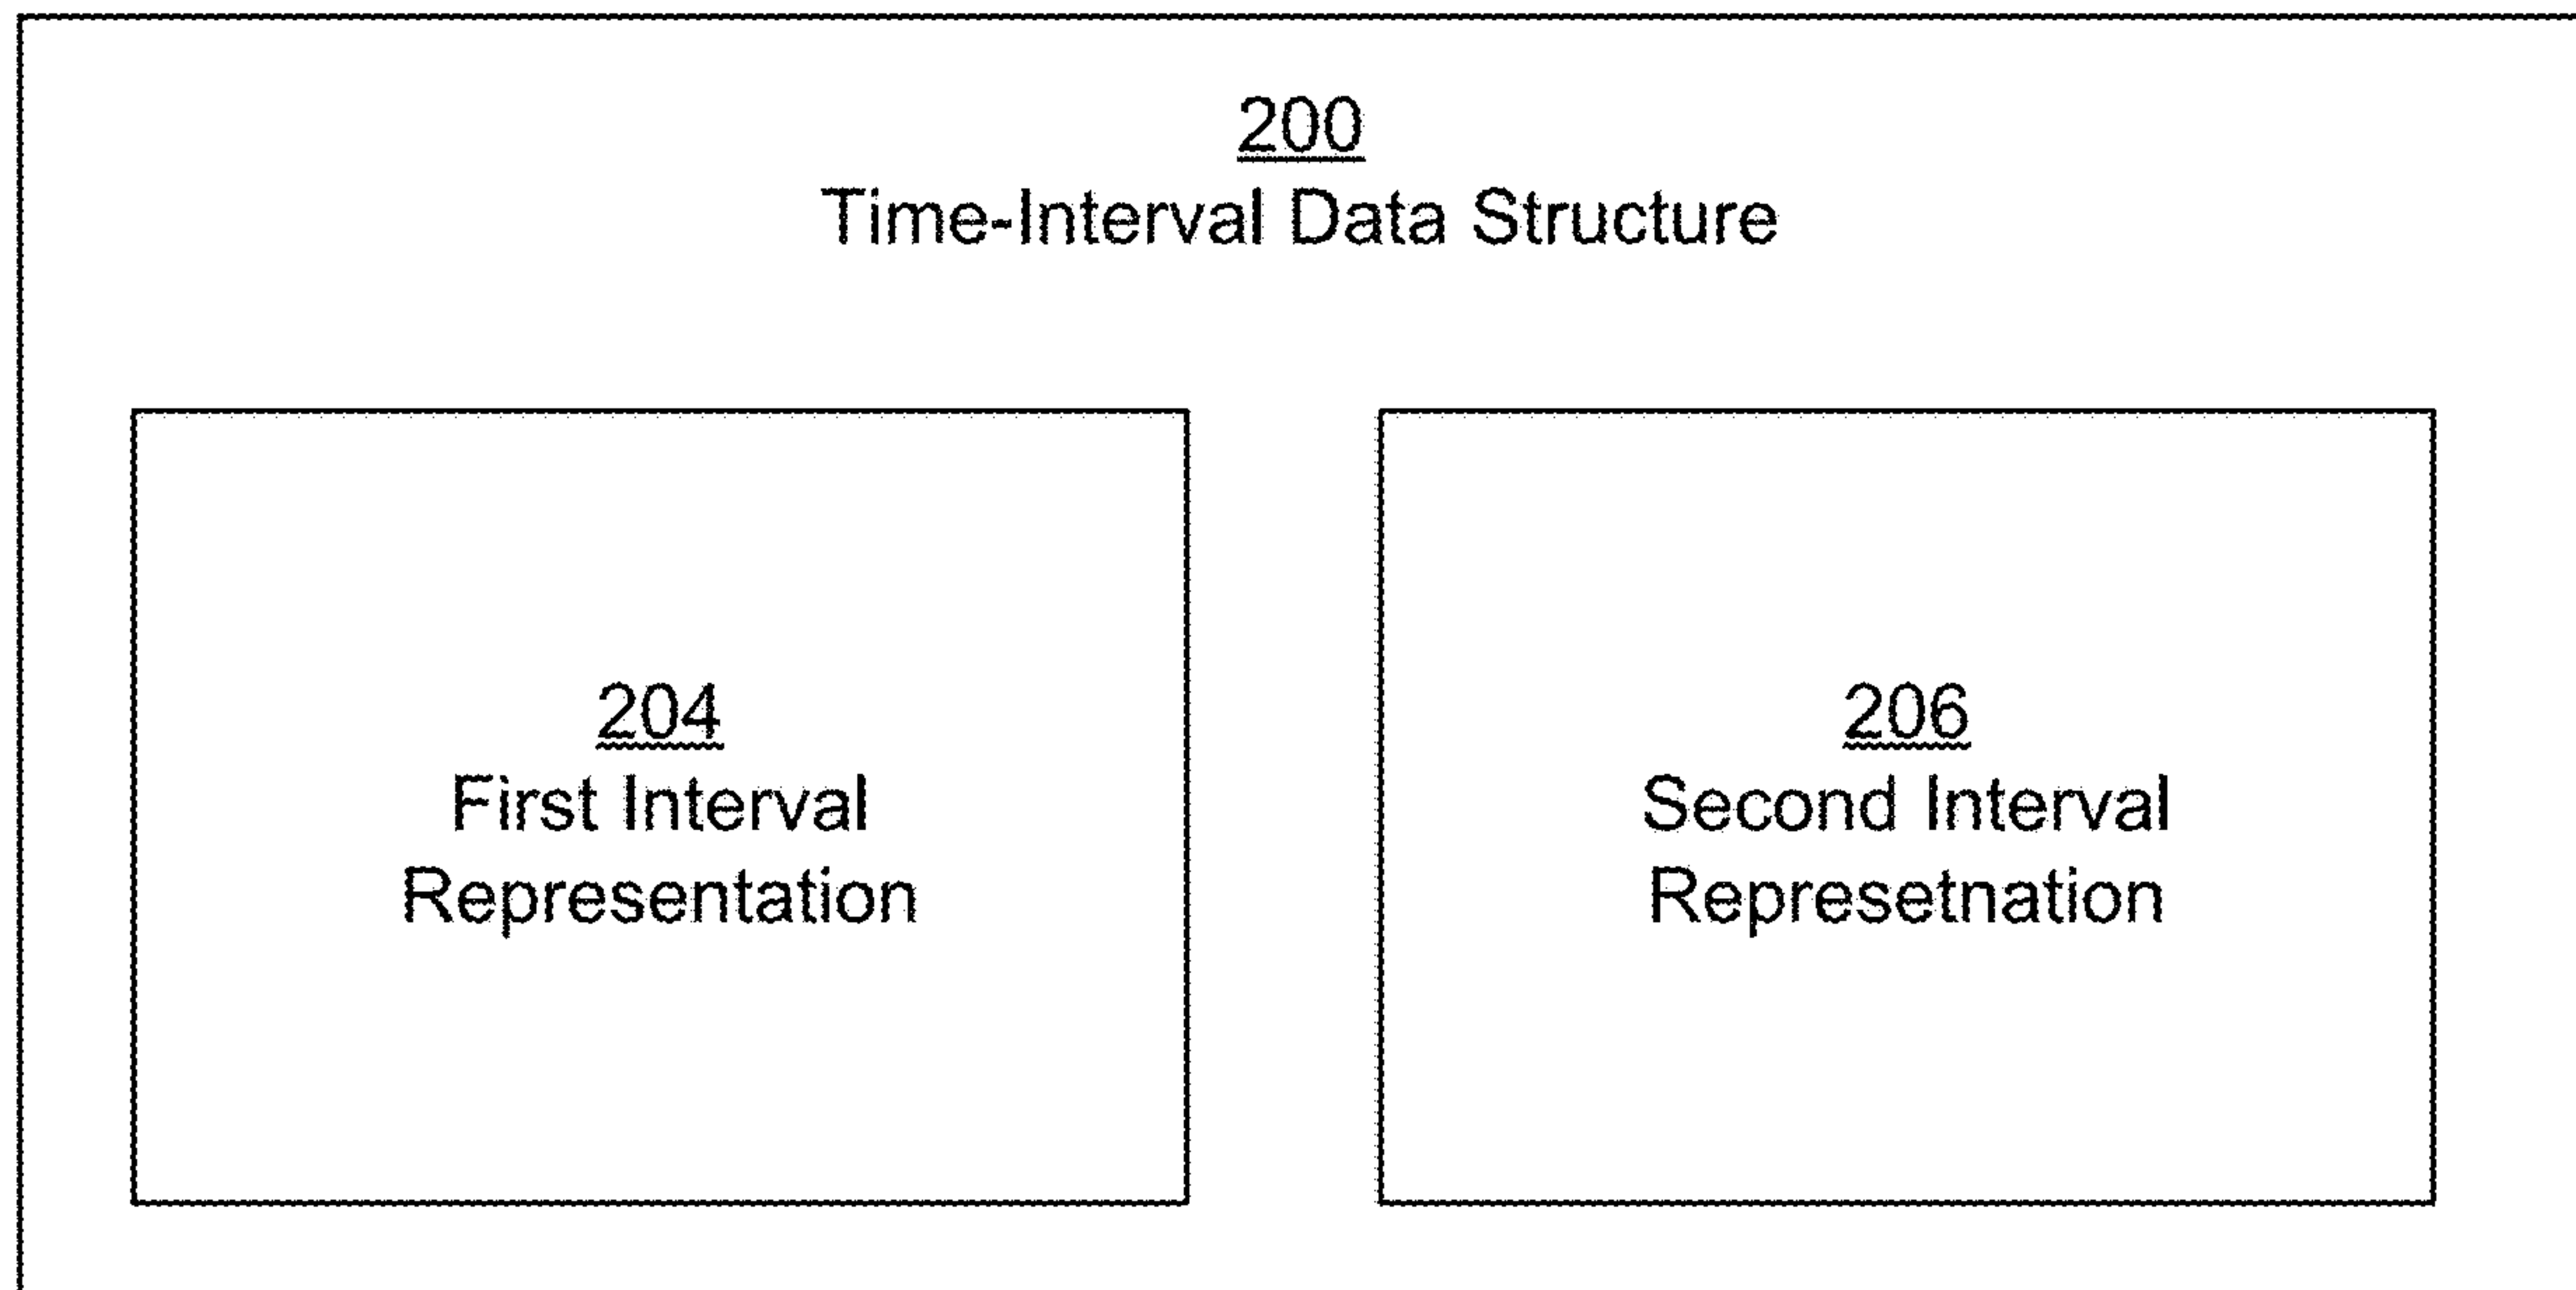 200
Time-Interval Data Structure
204
First Interval
Representation
206
Second Interval
Represetnation